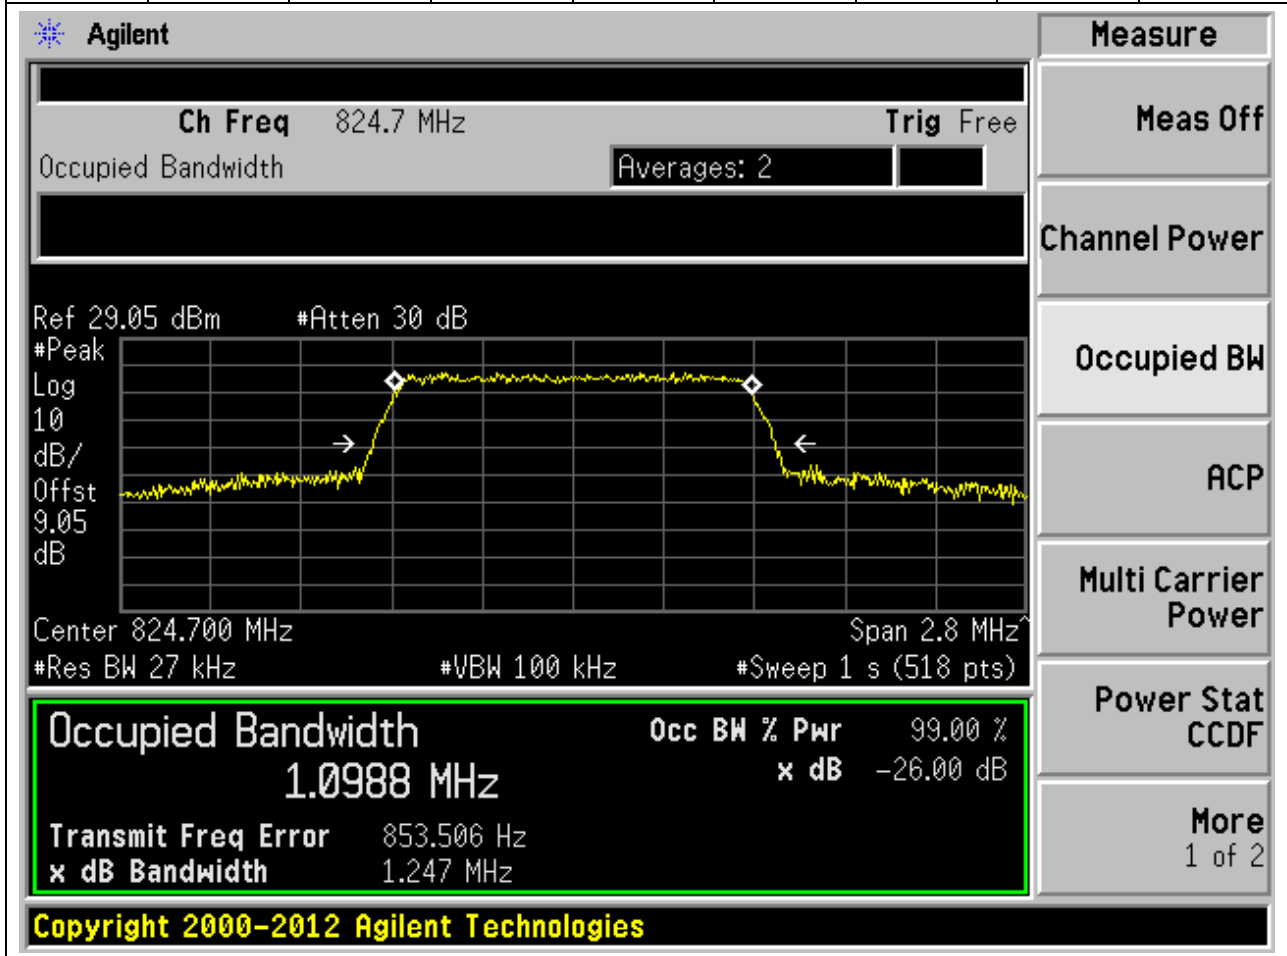 Agilent
Measure
Ch Freq 824.7 MHz Trig Free
Meas Off
Occupied Bandwidth Averages: 2
Channel Power
Ref 29.05 dBm #Atten 30 dB
#Peak
Log
10
dB/
Offst
9.05
dB
Occupied BW
ACP
Center 824.700 MHz Span 2.8 MHz^
#Res BW 27 kHz #VBW 100 kHz #Sweep 1 s (518 pts)
Multi Carrier
Power
Occupied Bandwidth Occ BW % Pwr 99.00 %
1.0988 MHz x dB -26.00 dB
Transmit Freq Error 853.506 Hz
x dB Bandwidth 1.247 MHz
Power Stat
CCDF
More
1 of 2
Copyright 2000-2012 Agilent Technologies